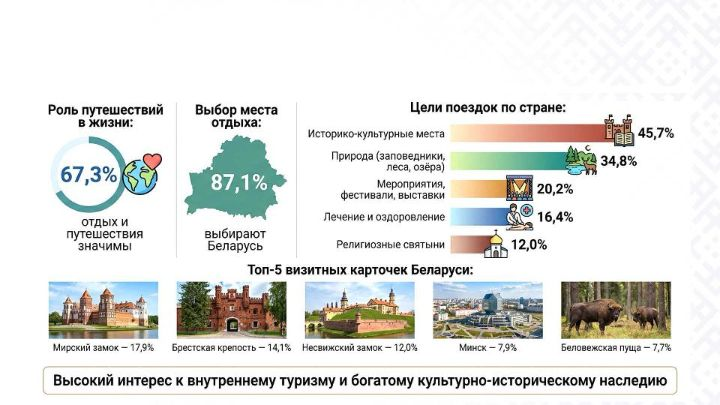 Роль путешествий
в жизни:
67,3%
отдых и
путешествия
значимы
Выбор места
отдыха:
87,1%
выбирают
Беларусь
Цели поездок по стране:
Историко-культурные места
45,7%
Природа (заповедники,
леса, озёра)
34,8%
Мероприятия,
фестивали, выставки
20,2%
Лечение и оздоровление
16,4%
Религиозные святыни
12,0%
Топ-5 визитных карточек Беларуси:
Мирский замок — 17,9%
Брестская крепость — 14,1%
Несвижский замок — 12,0%
Минск — 7,9%
Беловежская пуща — 7,7%
Высокий интерес к внутреннему туризму и богатому культурно-историческому наследию